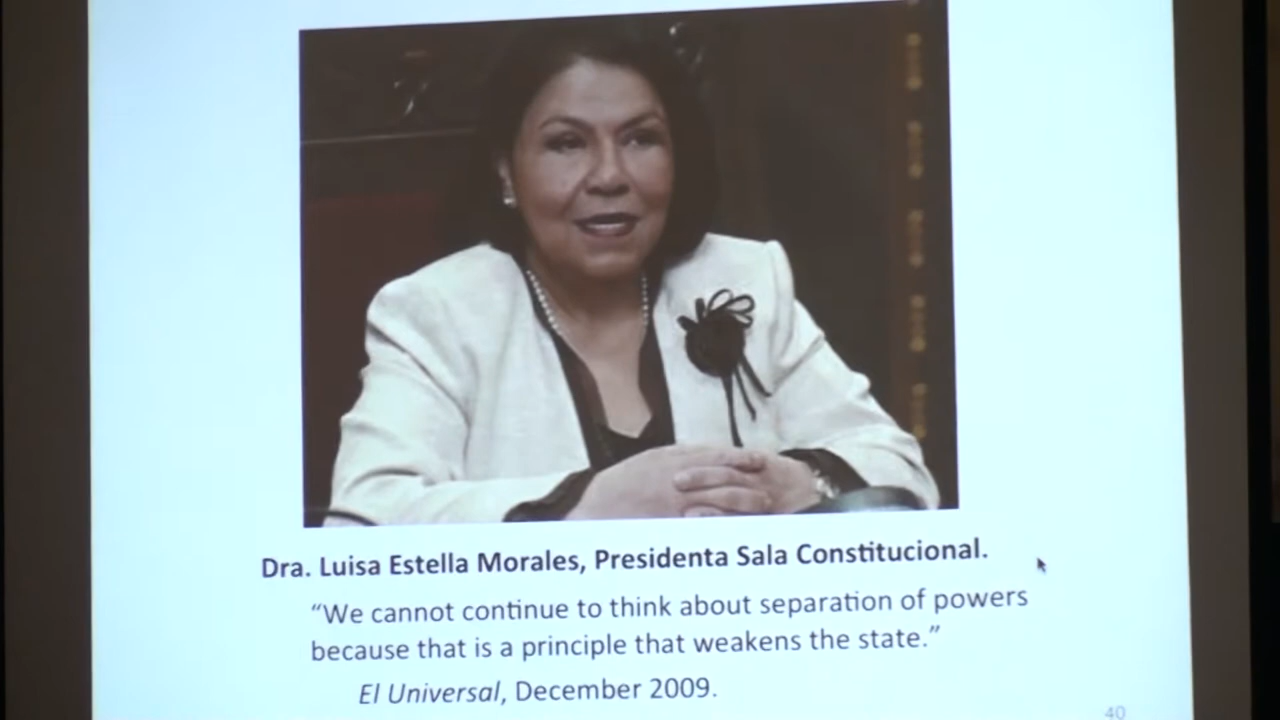 Dra. Luisa Estella Morales, Presidenta Sala Constitucional.
“We cannot continue to think about separation of powers
because that is a principle that weakens the state.”
El Universal, December 2009.
40